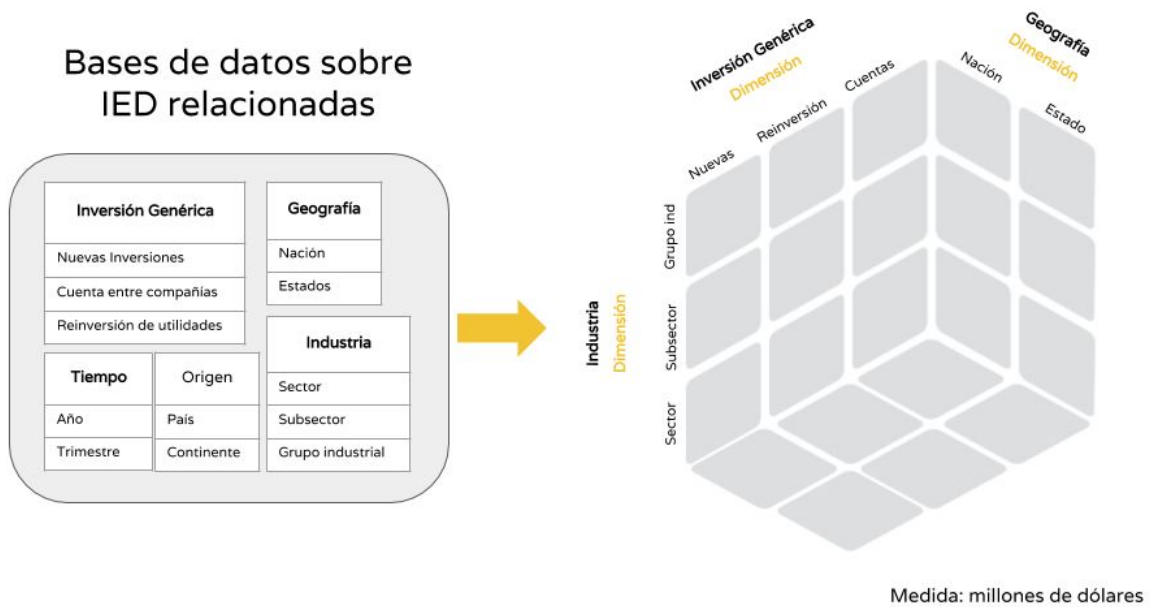 Bases de datos sobre
IED relacionadas
Inversión Genérica
Nuevas Inversiones
Cuenta entre compañías
Reinversión de utilidades
Geografía
Nación
Estados
Industria
Sector
Subsector
Grupo industrial
Tiempo
Año
Trimestre
Origen
País
Continente
Inversión Genérica
Dimensión
Nuevas
Reinversión
Cuentas
Geografía
Dimensión
Nación
Estado
Industria
Dimensión
Grupo ind
Subsector
Sector
Medida: millones de dólares